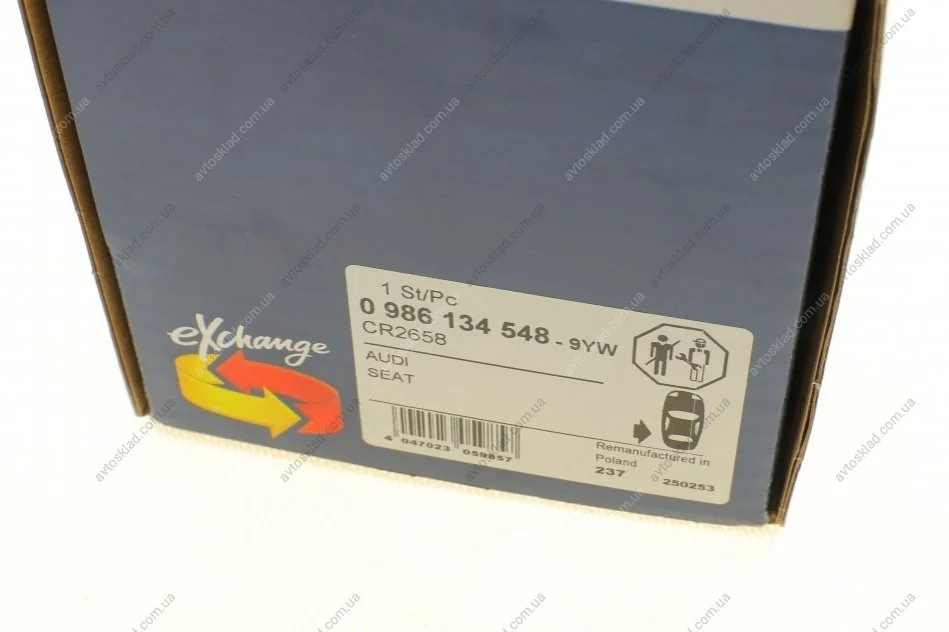 eXchange
1 St/Pc
0 986 134 548 - 9YW
CR2658
AUDI
SEAT
4 047023 059857
Remanufactured in
Poland
237
250253
avtosklad.com.ua